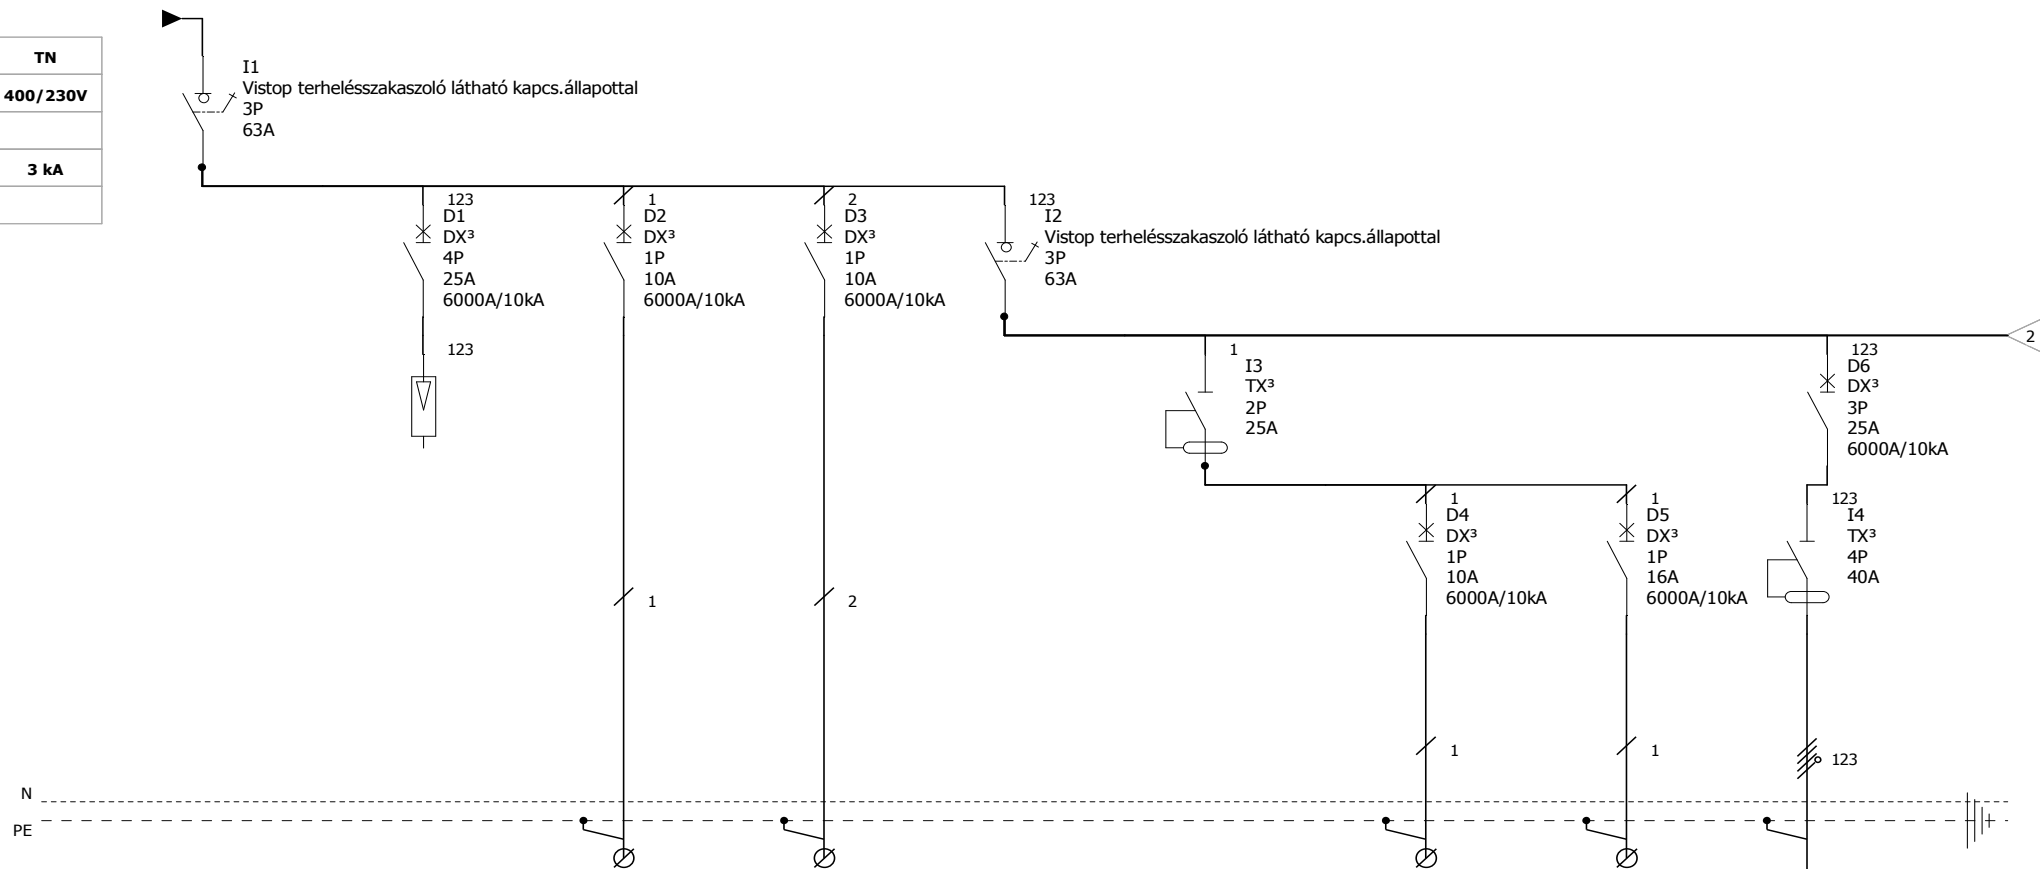 TN
400/230V
3 kA
I1
Vistop terhelésszakaszoló látható kapcs.állapottal
3P
63A
123
D1
DX³
4P
25A
6000A/10kA
123
1
D2
DX³
1P
10A
6000A/10kA
1
2
D3
DX³
1P
10A
6000A/10kA
2
123
I2
Vistop terhelésszakaszoló látható kapcs.állapottal
3P
63A
1
I3
TX³
2P
25A
1
D4
DX³
1P
10A
6000A/10kA
1
1
D5
DX³
1P
16A
6000A/10kA
1
123
D6
DX³
3P
25A
6000A/10kA
123
I4
TX³
4P
40A
123
2
N
PE